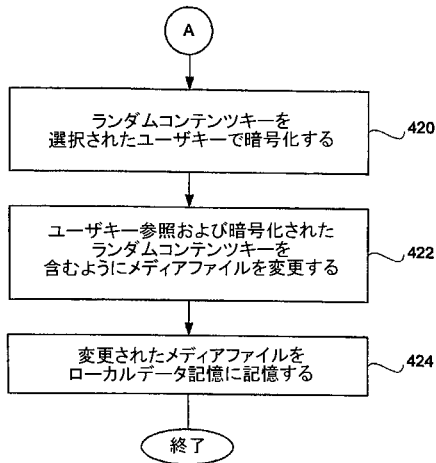 A
ランダムコンテンツキーを
選択されたユーザキーで暗号化する
420
ユーザキー参照および暗号化された
ランダムコンテンツキーを
含むようにメディアファイルを変更する
422
変更されたメディアファイルを
ローカルデータ記憶に記憶する
424
終了